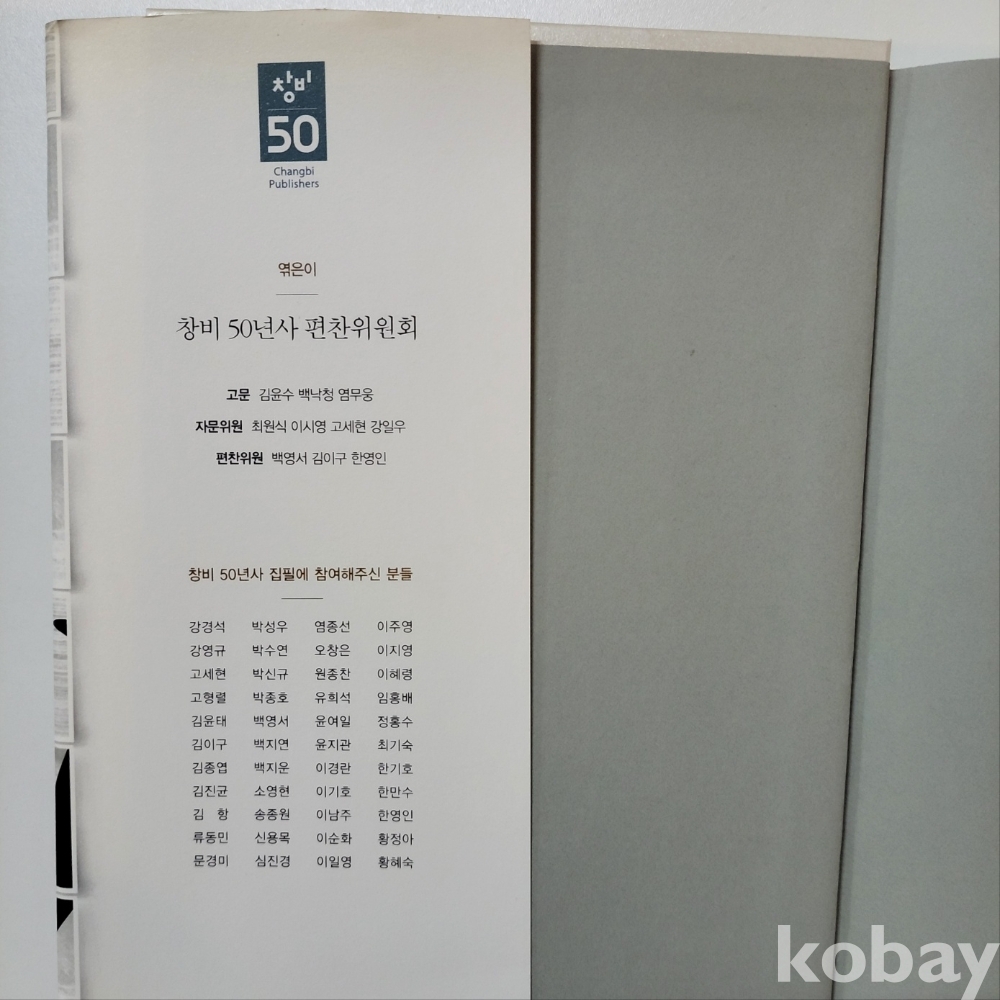 창비
50
Changbi
Publishers
엮은이
창비 50년사 편찬위원회
고문 김윤수 백낙청 염무웅
자문위원 최원식 이시영 고세현 강일우
편찬위원 백영서 김이구 한영인
창비 50년사 집필에 참여해주신 분들
강경석 박성우 염종선 이주영
강영규 박수연 오창은 이지영
고세현 박신규 원종찬 이혜령
고형렬 박종호 유희석 임홍배
김윤태 백영서 윤여일 정홍수
김이구 백지연 윤지관 최기숙
김종엽 백지운 이경란 한기호
김진균 소영현 이기호 한만수
김 항 송종원 이남주 한영인
류동민 신용목 이순화 황정아
문경미 심진경 이일영 황혜숙
kobay